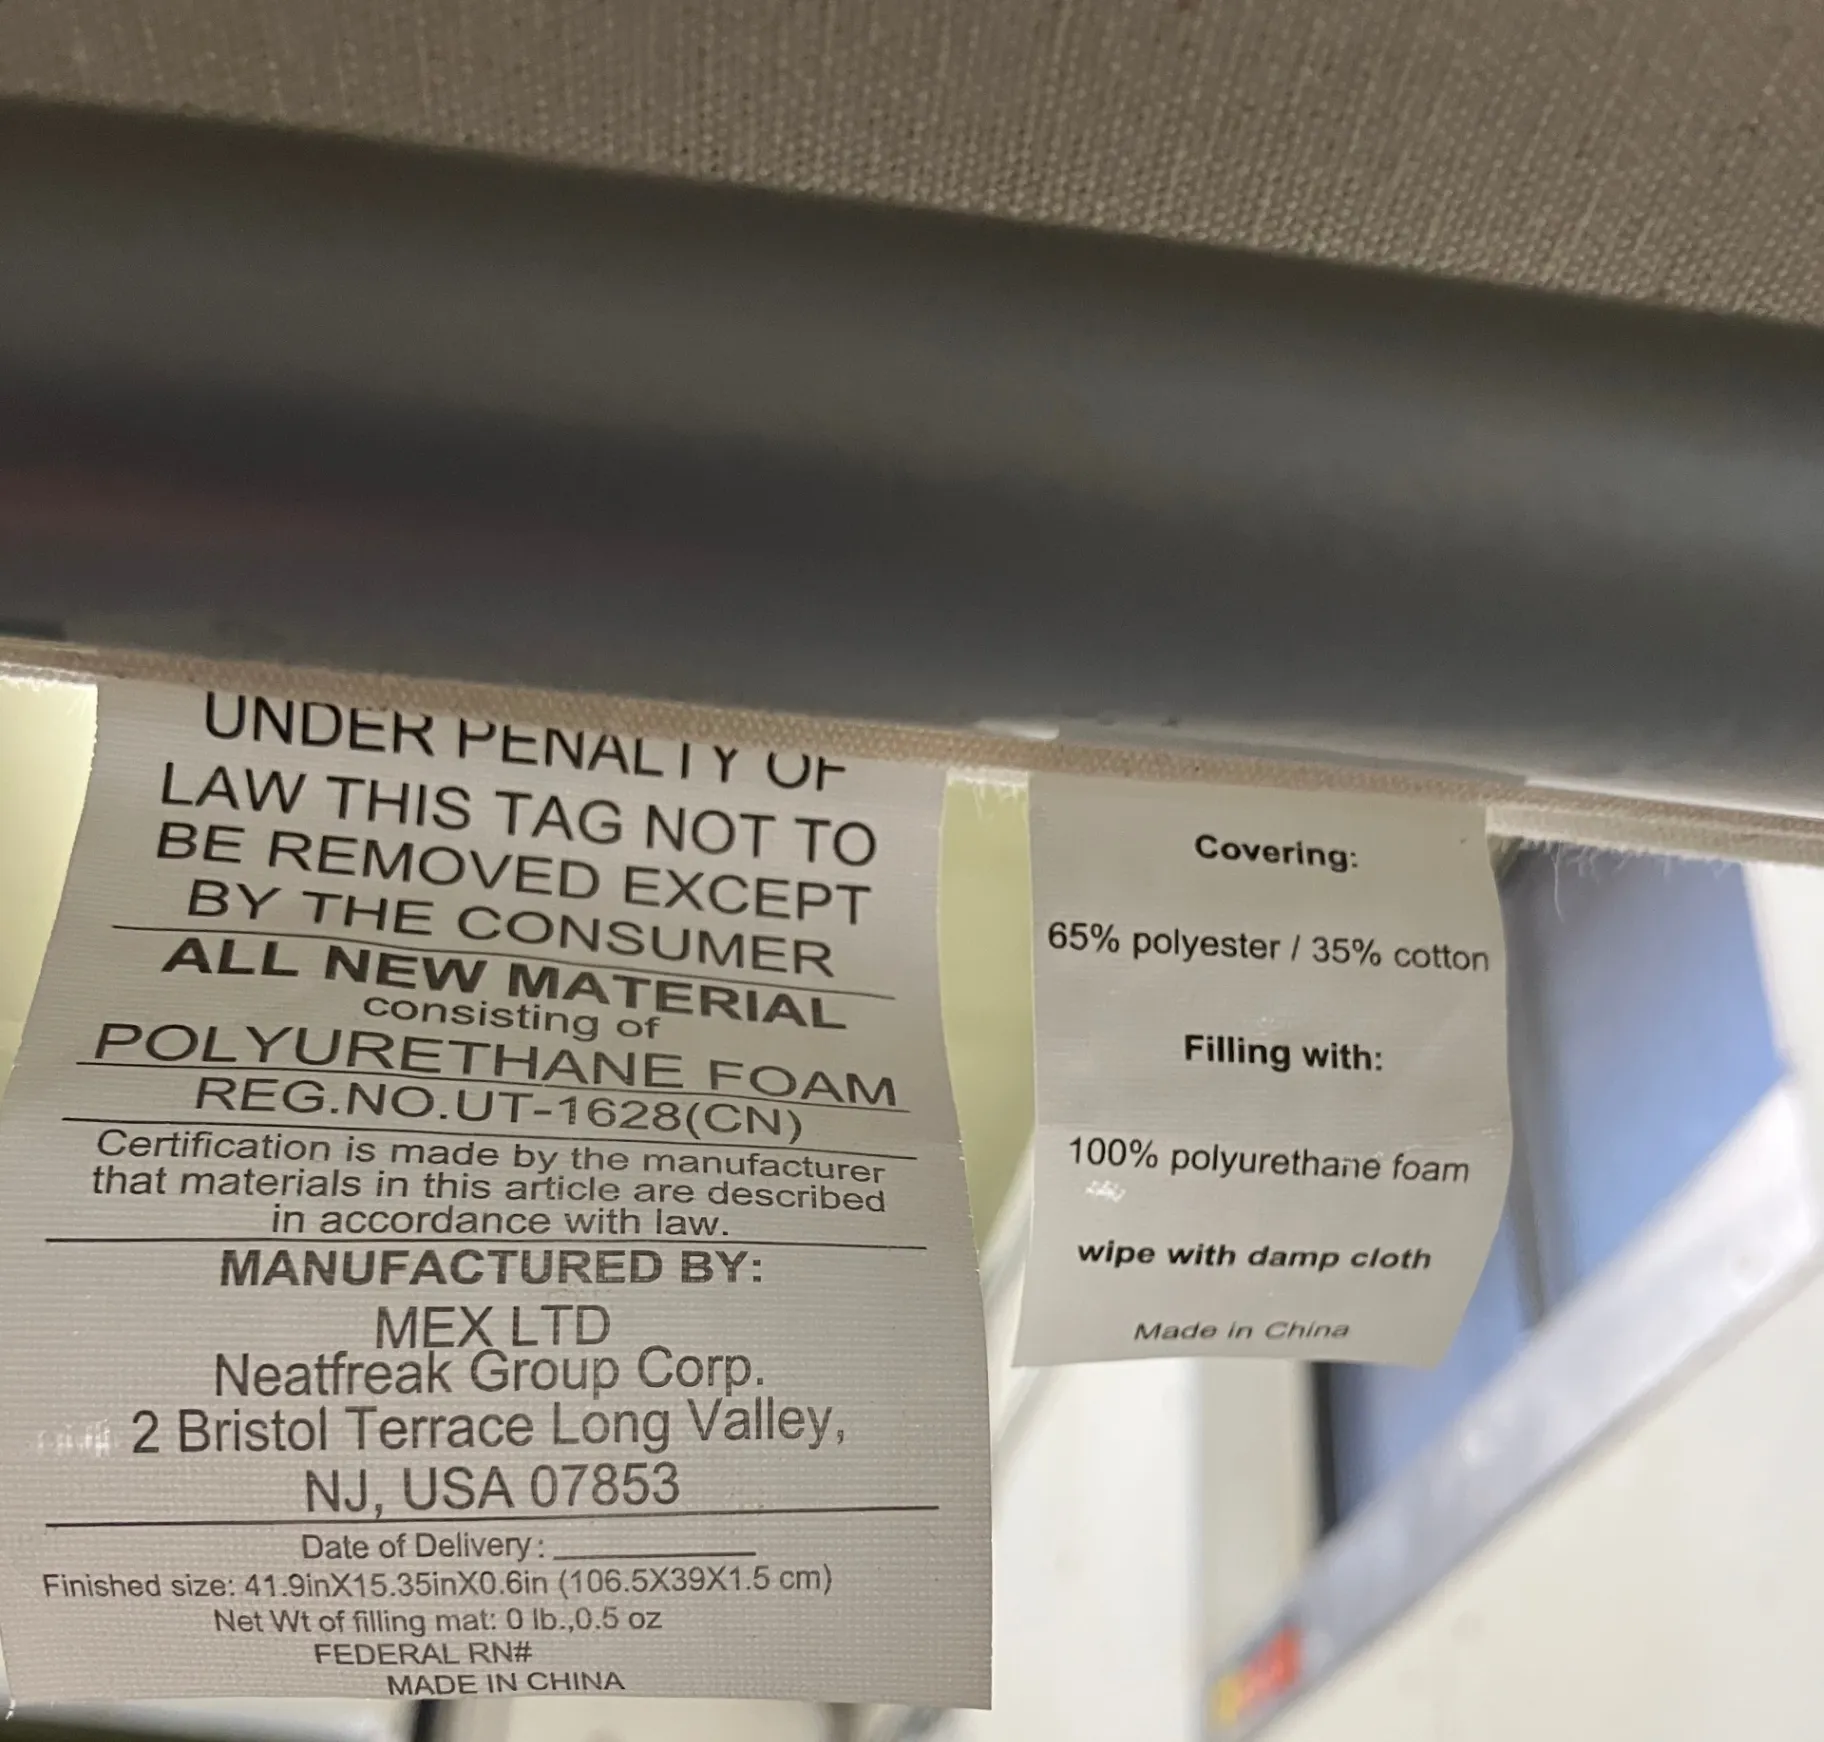 UNDER PENALTY OF
LAW THIS TAG NOT TO
BE REMOVED EXCEPT
BY THE CONSUMER
ALL NEW MATERIAL
consisting of
POLYURETHANE FOAM
REG.NO.UT-1628(CN)
Certification is made by the manufacturer
that materials in this article are described
in accordance with law.
MANUFACTURED BY:
MEX LTD
Neatfreak Group Corp.
2 Bristol Terrace Long Valley,
NJ, USA 07853
Date of Delivery: ___________
Finished size: 41.9inX15.35inX0.6in (106.5X39X1.5 cm)
Net Wt of filling mat: 0 lb.,0.5 oz
FEDERAL RN#
MADE IN CHINA
Covering:
65% polyester / 35% cotton
Filling with:
100% polyurethane foam
wipe with damp cloth
Made in China